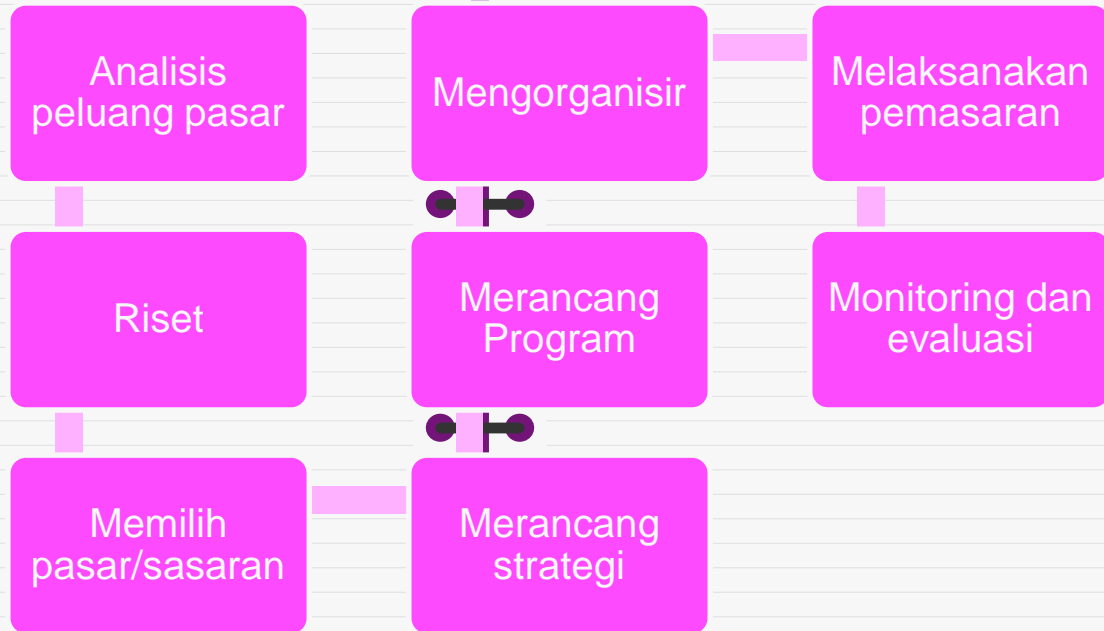 Analisis
peluang pasar
Riset
Memilih
pasar/sasaran
Merancang
strategi
Merancang
Program
Mengorganisir
Melaksanakan
pemasaran
Monitoring dan
evaluasi